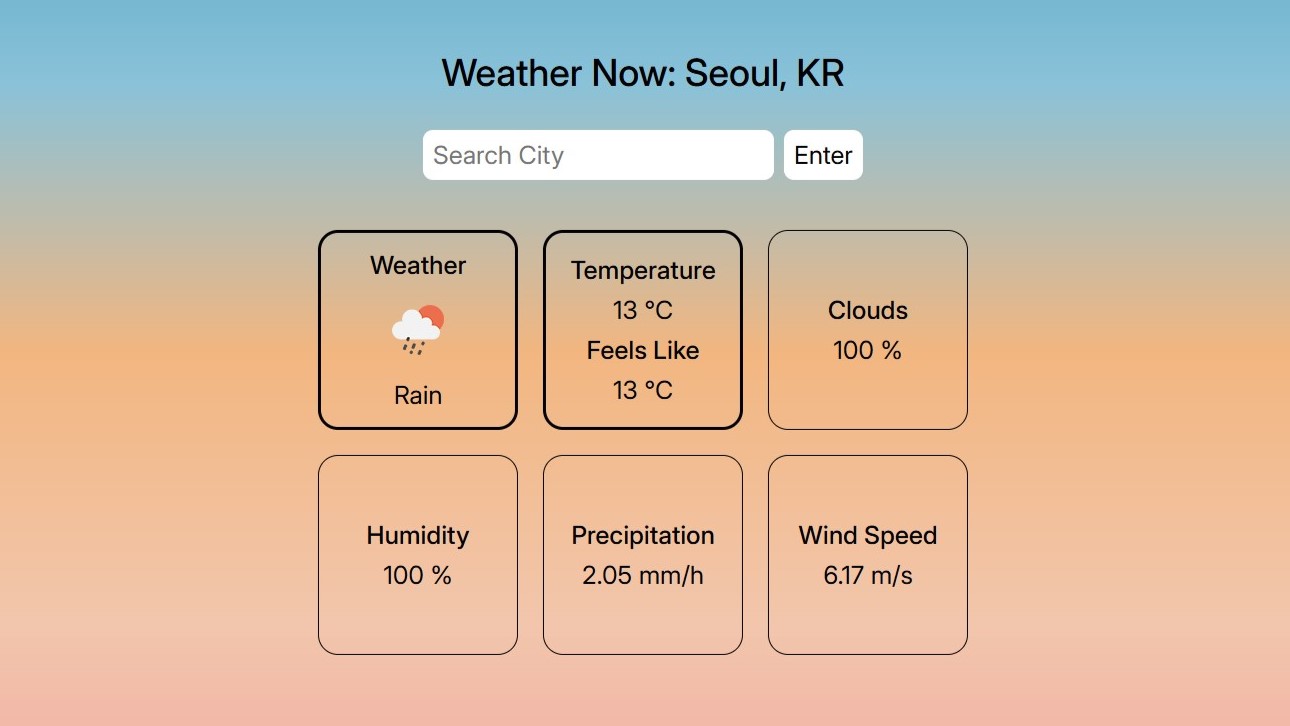 Weather Now: Seoul, KR
Search City
Enter
Weather
Rain
Temperature
13 °C
Feels Like
13 °C
Clouds
100 %
Humidity
100 %
Precipitation
2.05 mm/h
Wind Speed
6.17 m/s